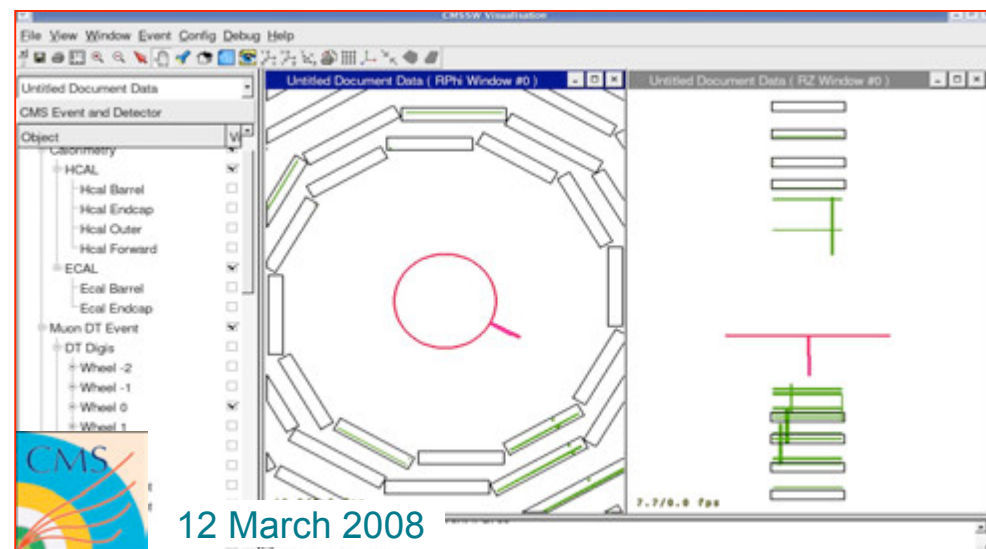 CMSSW Visualisation
File View Window Event Config Debug Help
Untitled Document Data
CMS Event and Detector
Object
Calorimetry
HCAL
Hcal Barrel
Hcal Endcap
Hcal Outer
Hcal Forward
ECAL
Ecal Barrel
Ecal Endcap
Muon DT Event
DT Digis
Wheel -2
Wheel -1
Wheel 0
Wheel 1
Untitled Document Data ( RPhi Window #0 )
Untitled Document Data ( RZ Window #0 )
7.7/0.0 fps
CMS
12 March 2008